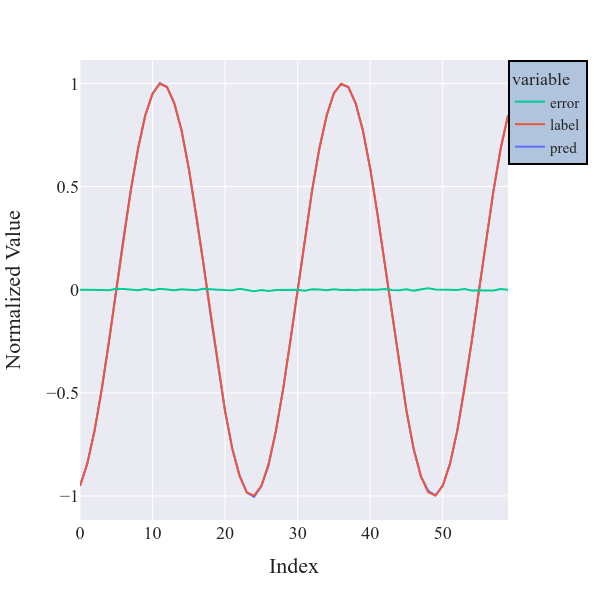 variable
error
label
pred
1
0.5
0
−0.5
−1
Normalized Value
0 10 20 30 40 50
Index